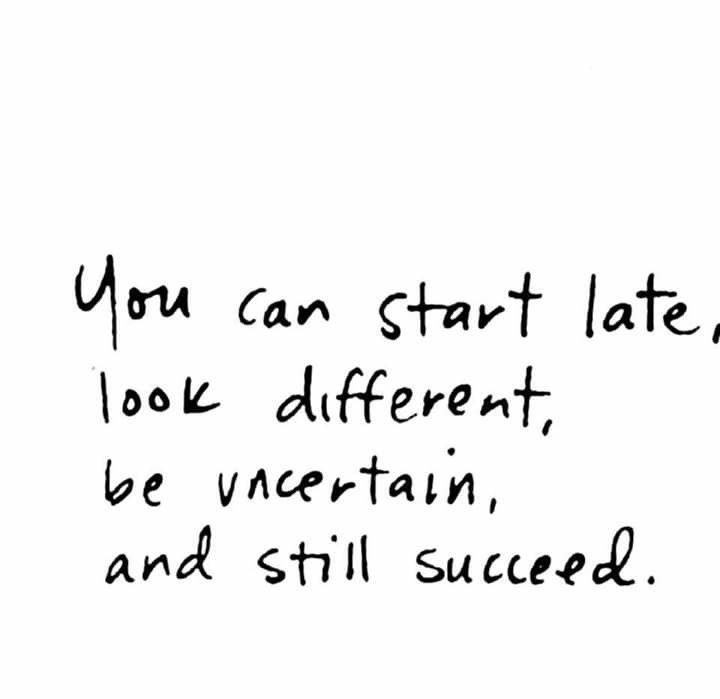 You can start late,
look different,
be uncertain,
and still succeed.